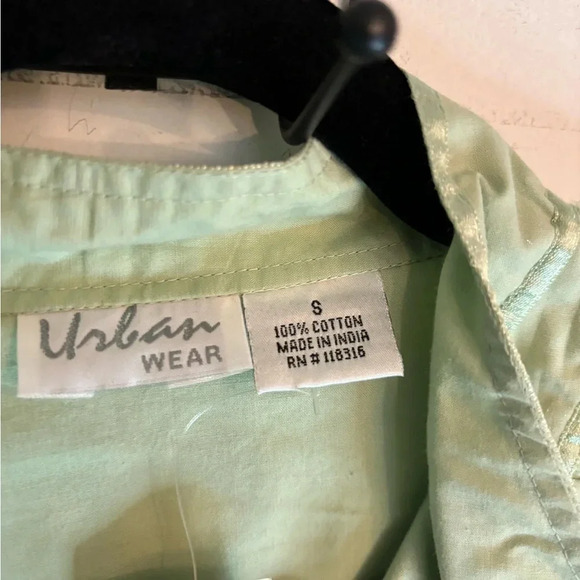 Urban
WEAR
S
100% COTTON
MADE IN INDIA
RN # 118316